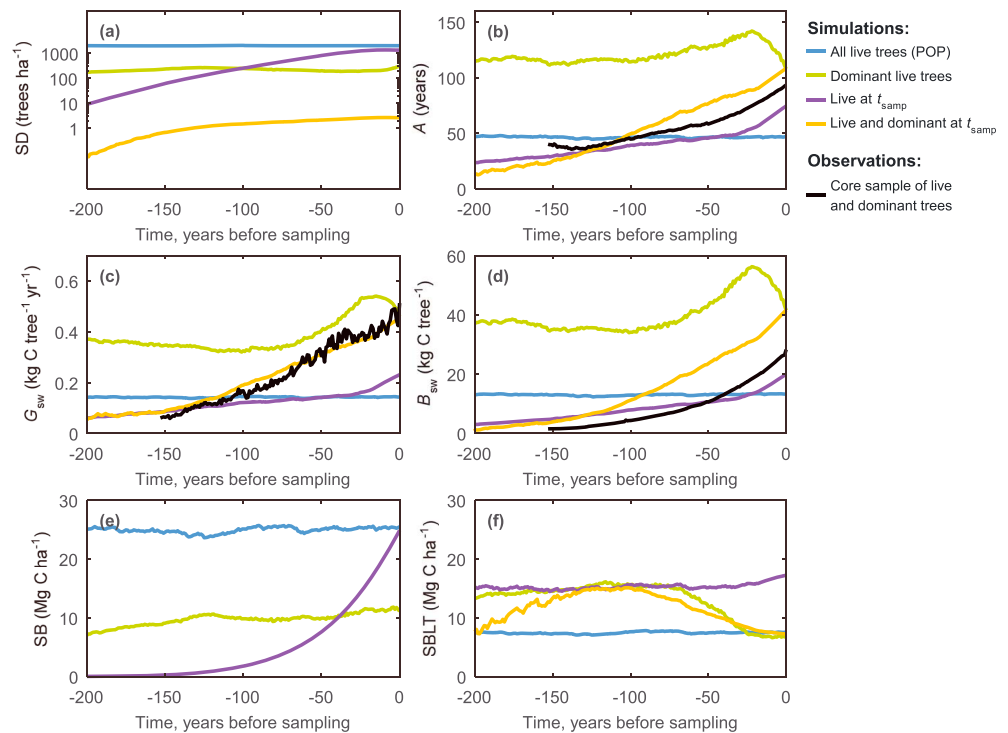 (a)
SD (trees ha-1)
1000
100
10
1
-200 -150 -100 -50 0
Time, years before sampling
(b)
A (years)
150
100
50
0
-200 -150 -100 -50 0
Time, years before sampling
Simulations:
All live trees (POP)
Dominant live trees
Live at tsamp
Live and dominant at tsamp
Observations:
Core sample of live
and dominant trees
(c)
Gsw (kg C tree-1 yr-1)
0.6
0.4
0.2
0
-200 -150 -100 -50 0
Time, years before sampling
(d)
Bsw (kg C tree-1)
60
40
20
0
-200 -150 -100 -50 0
Time, years before sampling
(e)
SB (Mg C ha-1)
30
20
10
0
-200 -150 -100 -50 0
Time, years before sampling
(f)
SBLT (Mg C ha-1)
30
20
10
0
-200 -150 -100 -50 0
Time, years before sampling